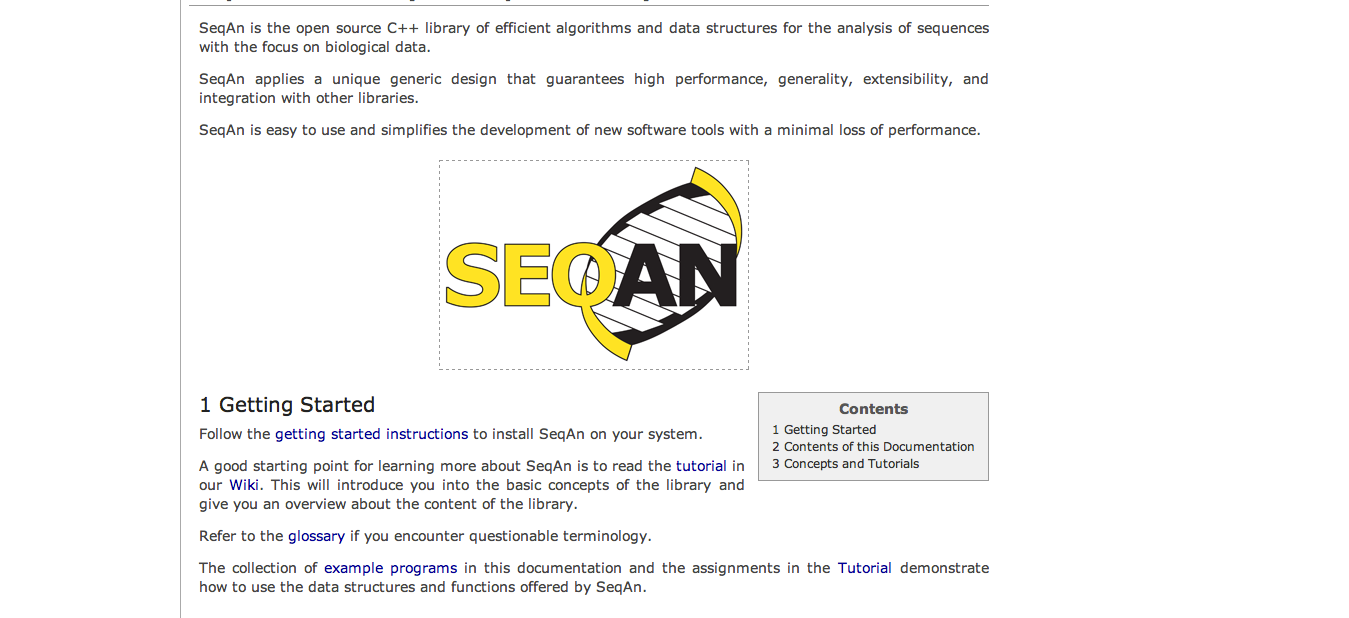 SeqAn is the open source C++ library of efficient algorithms and data structures for the analysis of sequences
with the focus on biological data.
SeqAn applies a unique generic design that guarantees high performance, generality, extensibility, and
integration with other libraries.
SeqAn is easy to use and simplifies the development of new software tools with a minimal loss of performance.
SEQAN
1 Getting Started
Follow the getting started instructions to install SeqAn on your system.
A good starting point for learning more about SeqAn is to read the tutorial in
our Wiki. This will introduce you into the basic concepts of the library and
give you an overview about the content of the library.
Refer to the glossary if you encounter questionable terminology.
The collection of example programs in this documentation and the assignments in the Tutorial demonstrate
how to use the data structures and functions offered by SeqAn.
Contents
1 Getting Started
2 Contents of this Documentation
3 Concepts and Tutorials